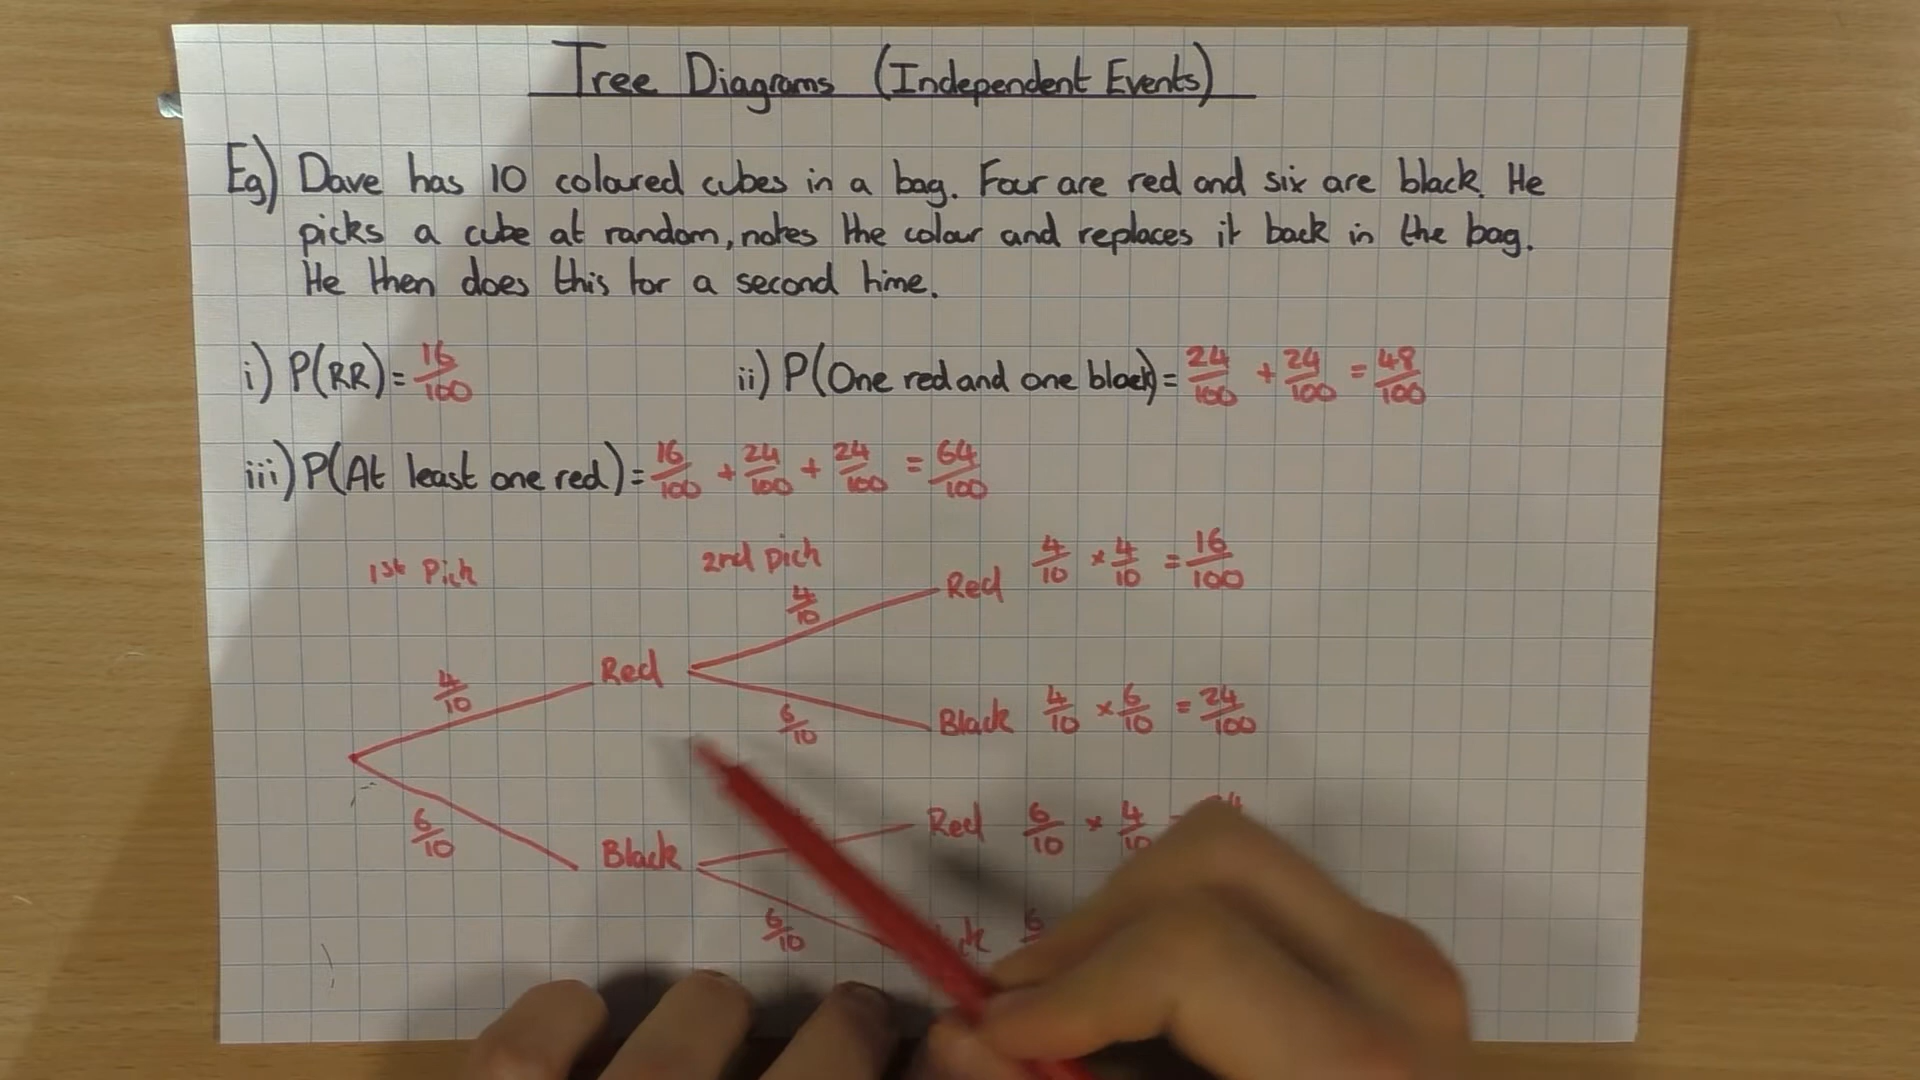 Tree Diagrams (Independent Events)
Eg) Dave has 10 coloured cubes in a bag. Four are red and six are black. He
picks a cube at random, notes the colour and replaces it back in the bag.
He then does this for a second time.
i) P(RR) = 16/100
ii) P(One red and one black) = 24/100 + 24/100 = 48/100
iii) P(At least one red) = 16/100 + 24/100 + 24/100 = 64/100
1st Pick
2nd pick
4/10
Red 4/10 × 4/10 = 16/100
4/10
Red
6/10
Black 4/10 × 6/10 = 24/100
6/10
Red 6/10 × 4/10
Black
6/10